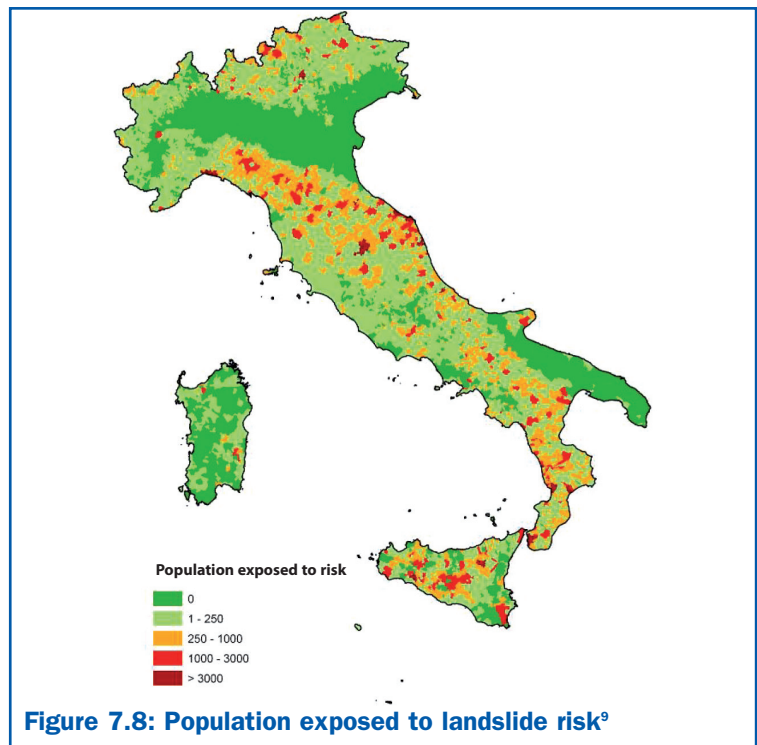 Population exposed to risk
0
1 - 250
250 - 1000
1000 - 3000
> 3000
Figure 7.8: Population exposed to landslide risk⁹